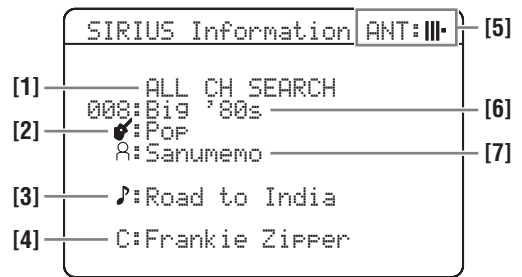 SIRIUS Information ANT: [5]
[1] ALL CH SEARCH
008:Big '80s [6]
[2] :Pop
:Sanumemo [7]
[3] ♪:Road to India
[4] C:Frankie Zipper